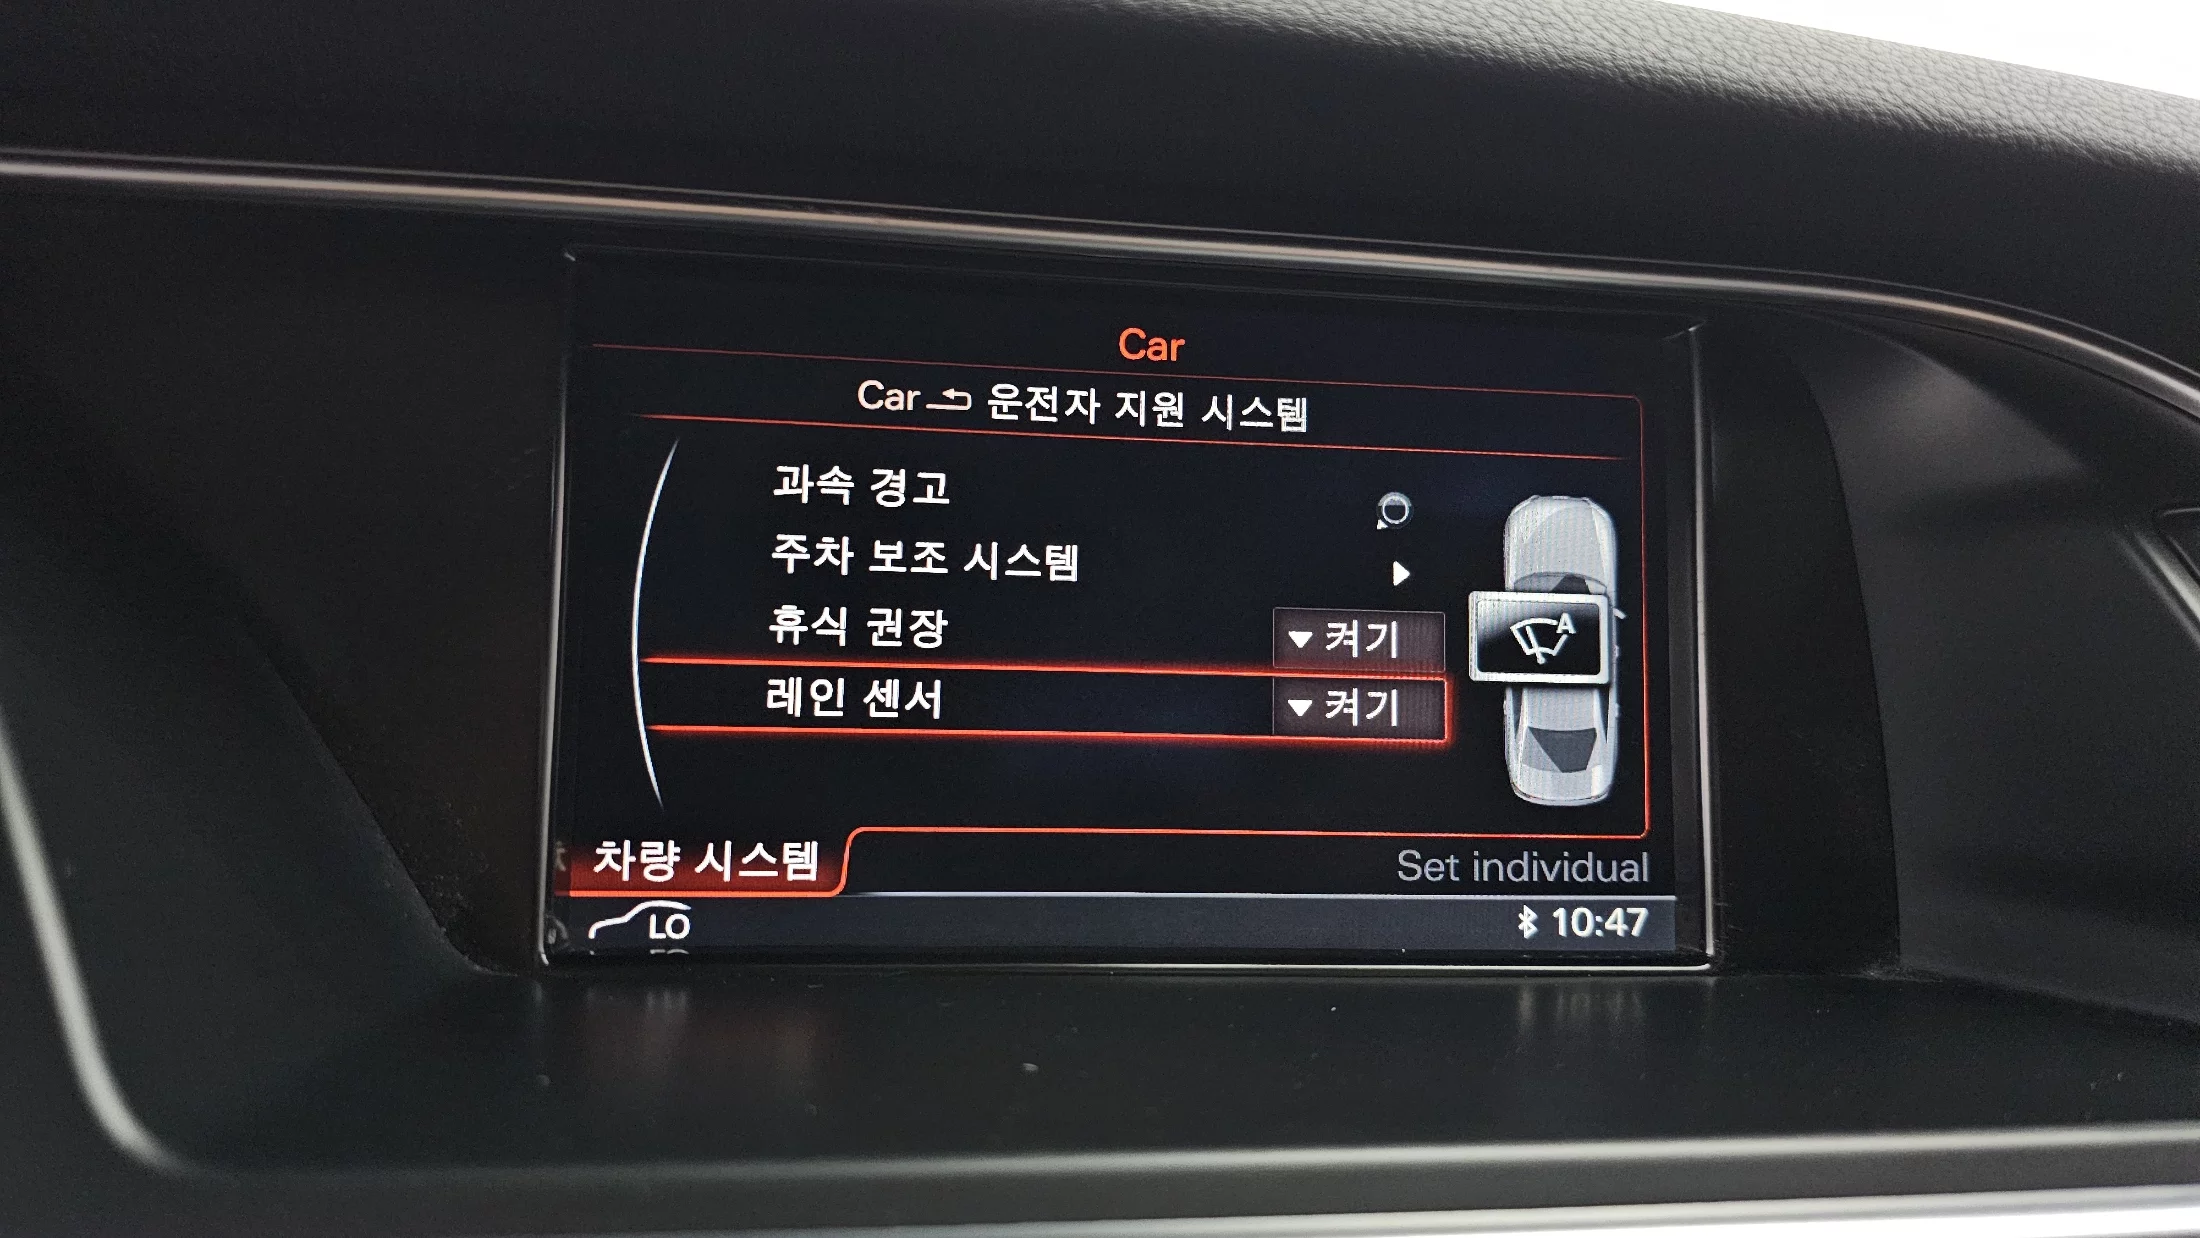 Car
Car 운전자 지원 시스템
과속 경고
주차 보조 시스템
휴식 권장 켜기
레인 센서 켜기
A
차량 시스템
Set individual
LO
10:47